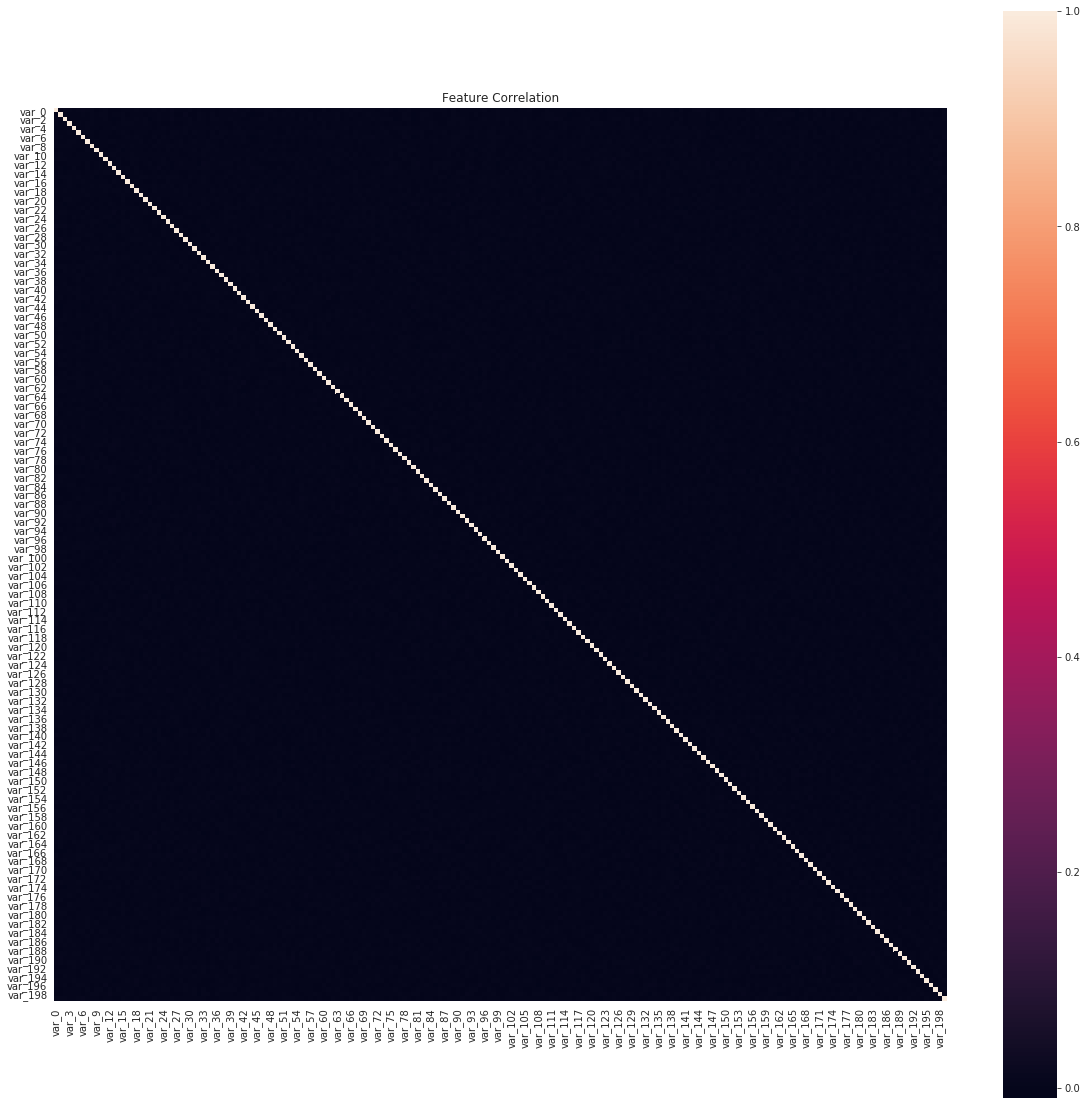 Feature Correlation
var_0
var_2
var_4
var_6
var_8
var_10
var_12
var_14
var_16
var_18
var_20
var_22
var_24
var_26
var_28
var_30
var_32
var_34
var_36
var_38
var_40
var_42
var_44
var_46
var_48
var_50
var_52
var_54
var_56
var_58
var_60
var_62
var_64
var_66
var_68
var_70
var_72
var_74
var_76
var_78
var_80
var_82
var_84
var_86
var_88
var_90
var_92
var_94
var_96
var_98
var_100
var_102
var_104
var_106
var_108
var_110
var_112
var_114
var_116
var_118
var_120
var_122
var_124
var_126
var_128
var_130
var_132
var_134
var_136
var_138
var_140
var_142
var_144
var_146
var_148
var_150
var_152
var_154
var_156
var_158
var_160
var_162
var_164
var_166
var_168
var_170
var_172
var_174
var_176
var_178
var_180
var_182
var_184
var_186
var_188
var_190
var_192
var_194
var_196
var_198
var_0
var_3
var_6
var_9
var_12
var_15
var_18
var_21
var_24
var_27
var_30
var_33
var_36
var_39
var_42
var_45
var_48
var_51
var_54
var_57
var_60
var_63
var_66
var_69
var_72
var_75
var_78
var_81
var_84
var_87
var_90
var_93
var_96
var_99
var_102
var_105
var_108
var_111
var_114
var_117
var_120
var_123
var_126
var_129
var_132
var_135
var_138
var_141
var_144
var_147
var_150
var_153
var_156
var_159
var_162
var_165
var_168
var_171
var_174
var_177
var_180
var_183
var_186
var_189
var_192
var_195
var_198
1.0
0.8
0.6
0.4
0.2
0.0